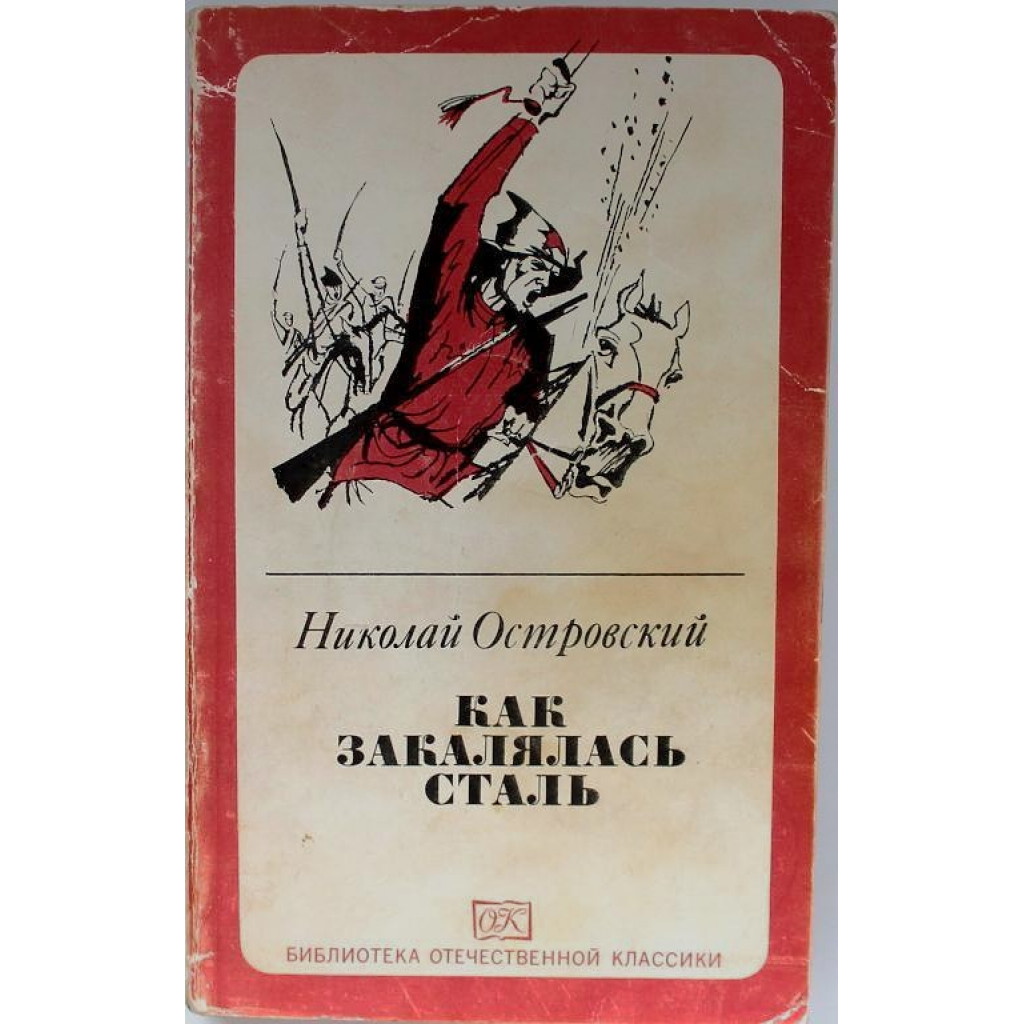 Николай Островский
КАК
ЗАКАЛЯЛАСЬ
СТАЛЬ
ОК
БИБЛИОТЕКА ОТЕЧЕСТВЕННОЙ КЛАССИКИ